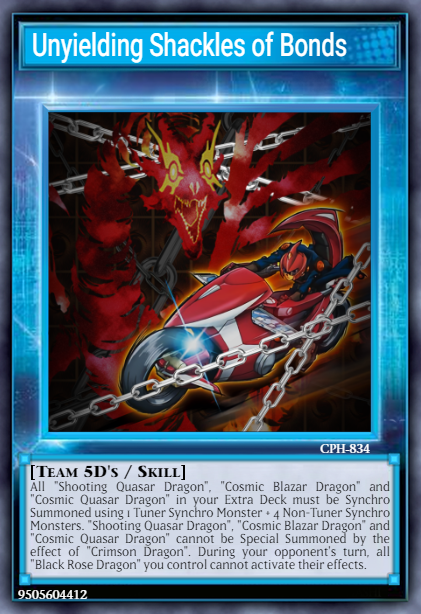 Unyielding Shackles of Bonds
CPH-834
[Team 5D's / Skill]
All "Shooting Quasar Dragon", "Cosmic Blazar Dragon" and
"Cosmic Quasar Dragon" in your Extra Deck must be Synchro
Summoned using 1 Tuner Synchro Monster + 4 Non-Tuner Synchro
Monsters. "Shooting Quasar Dragon", "Cosmic Blazar Dragon" and
"Cosmic Quasar Dragon" cannot be Special Summoned by the
effect of "Crimson Dragon". During your opponent's turn, all
"Black Rose Dragon" you control cannot activate their effects.
9505604412